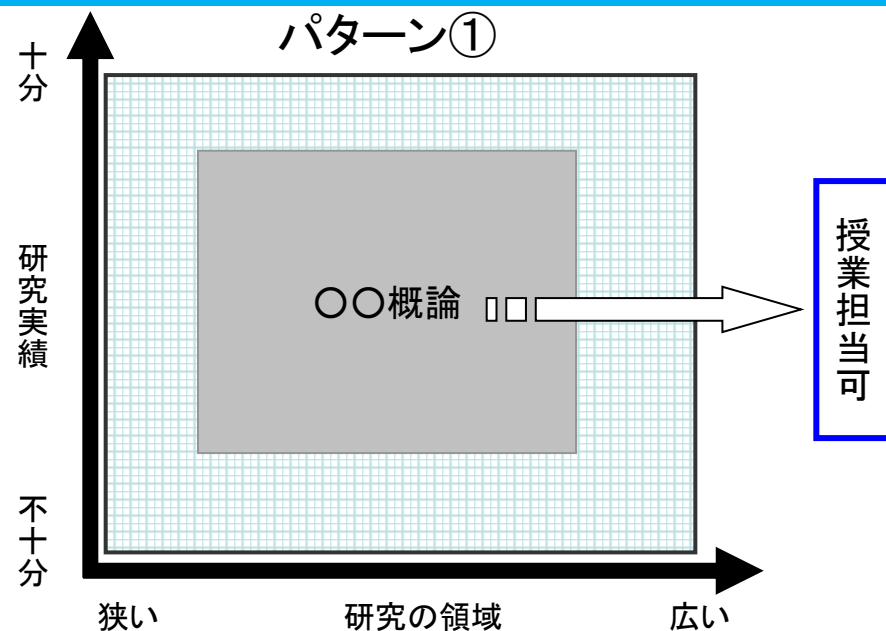 パターン①
十分
研究実績
不十分
〇〇概論
授業担当可
狭い
研究の領域
広い